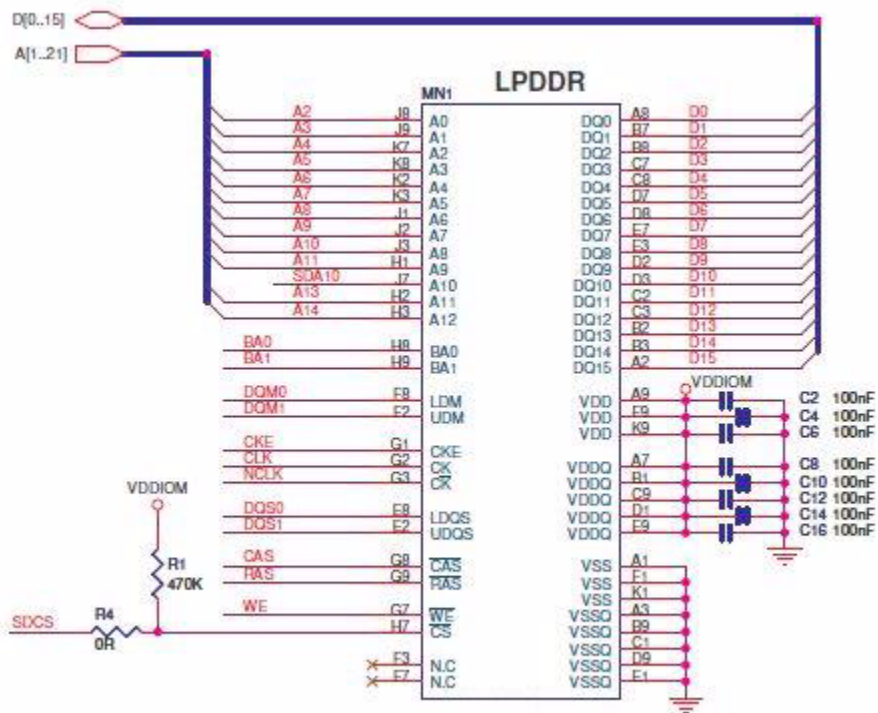 D[0..15]
A[1..21]
LPDDR
MN1
A2 J8 A0 DQ0 A8 D0
A3 J9 A1 DQ1 B7 D1
A4 K7 A2 DQ2 B8 D2
A5 K8 A3 DQ3 C7 D3
A6 K2 A4 DQ4 C8 D4
A7 K3 A5 DQ5 D7 D5
A8 J1 A6 DQ6 D8 D6
A9 J2 A7 DQ7 E7 D7
A10 J3 A8 DQ8 E3 D8
A11 H1 A9 DQ9 D2 D9
SDA10 J7 A10 DQ10 D3 D10
A13 H2 A11 DQ11 C2 D11
A14 H3 A12 DQ12 C3 D12
DQ13 B2 D13
BA0 H8 BA0 DQ14 B3 D14
BA1 H9 BA1 DQ15 A2 D15
VDDIOM
DQM0 F8 LDM VDD A9 C2 100nF
DQM1 F2 UDM VDD F9 C4 100nF
VDD K9 C6 100nF
CKE G1 CKE
CLK G2 CK VDDQ A7 C8 100nF
NCLK G3 CK VDDQ B1 C10 100nF
VDDIOM
VDDQ C9 C12 100nF
DQS0 E8 LDQS VDDQ D1 C14 100nF
DQS1 E2 UDQS VDDQ E9 C16 100nF
R1
470K
CAS G8 CAS VSS A1
RAS G9 RAS VSS F1
VSS K1
WE G7 WE VSSQ A3
SDCS R4 0R H7 CS VSSQ B9
VSSQ C1
F3 N.C VSSQ D9
F7 N.C VSSQ E1